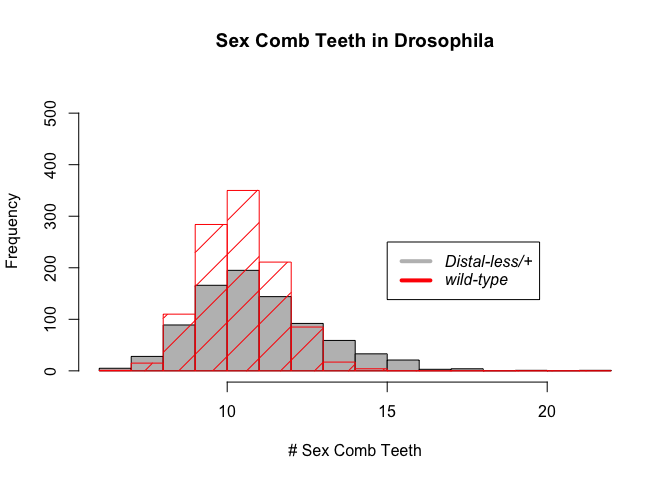 Sex Comb Teeth in Drosophila
500
400
300
200
100
0
Frequency
Distal-less/+
wild-type
10 15 20
# Sex Comb Teeth